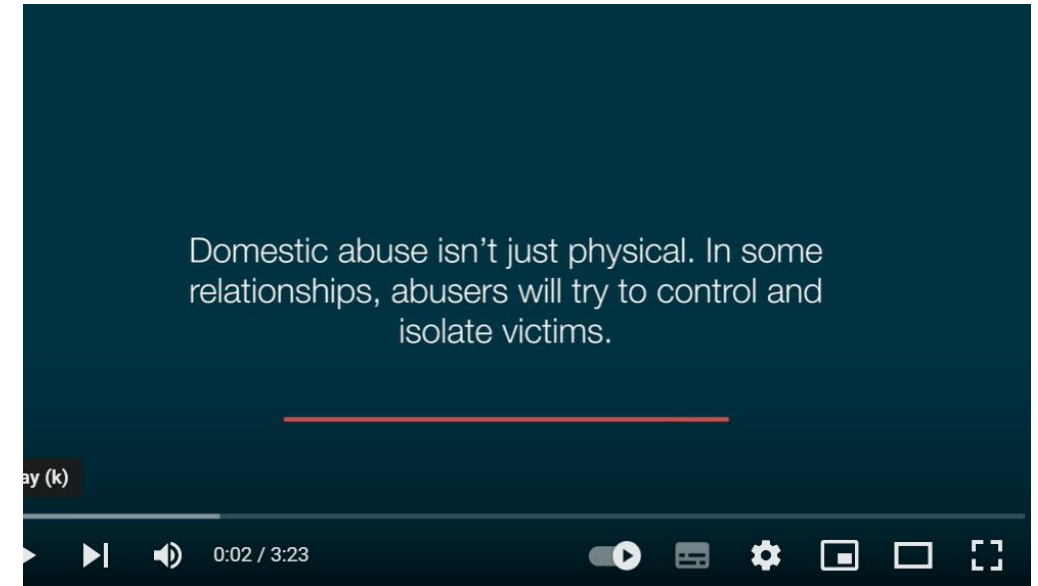 Domestic abuse isn’t just physical. In some
relationships, abusers will try to control and
isolate victims.
ay (k)
0:02 / 3:23